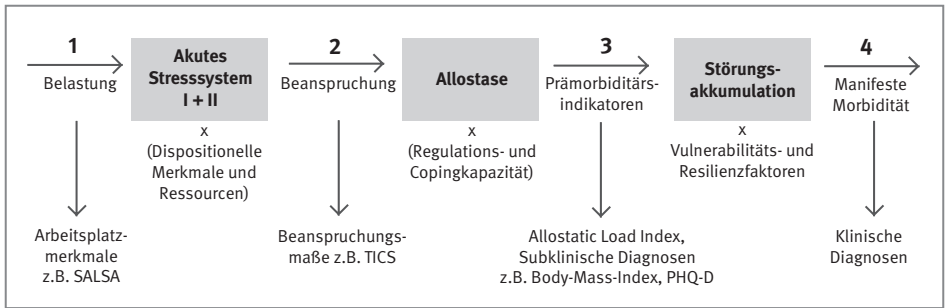 1
Belastung
Akutes
Stresssystem
I + II
x
(Dispositionelle
Merkmale und
Ressourcen)
2
Beanspruchung
Allostase
x
(Regulations- und
Copingkapazität)
3
Prämorbiditärs-
indikatoren
Störungs-
akkumulation
x
Vulnerabilitäts- und
Resilienzfaktoren
4
Manifeste
Morbidität
Arbeitsplatz-
merkmale
z.B. SALSA
Beanspruchungs-
maße z.B. TICS
Allostatic Load Index,
Subklinische Diagnosen
z.B. Body-Mass-Index, PHQ-D
Klinische
Diagnosen